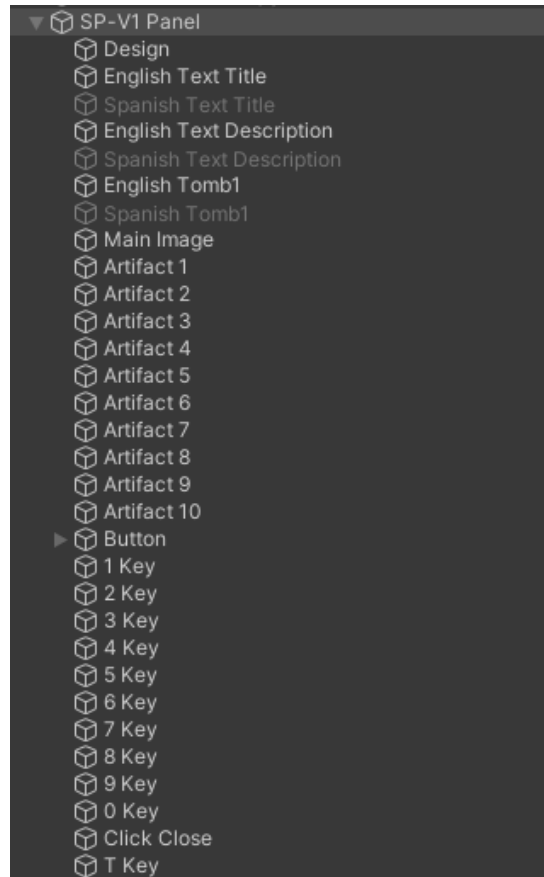 SP-V1 Panel
Design
English Text Title
Spanish Text Title
English Text Description
Spanish Text Description
English Tomb1
Spanish Tomb1
Main Image
Artifact 1
Artifact 2
Artifact 3
Artifact 4
Artifact 5
Artifact 6
Artifact 7
Artifact 8
Artifact 9
Artifact 10
Button
1 Key
2 Key
3 Key
4 Key
5 Key
6 Key
7 Key
8 Key
9 Key
0 Key
Click Close
T Key